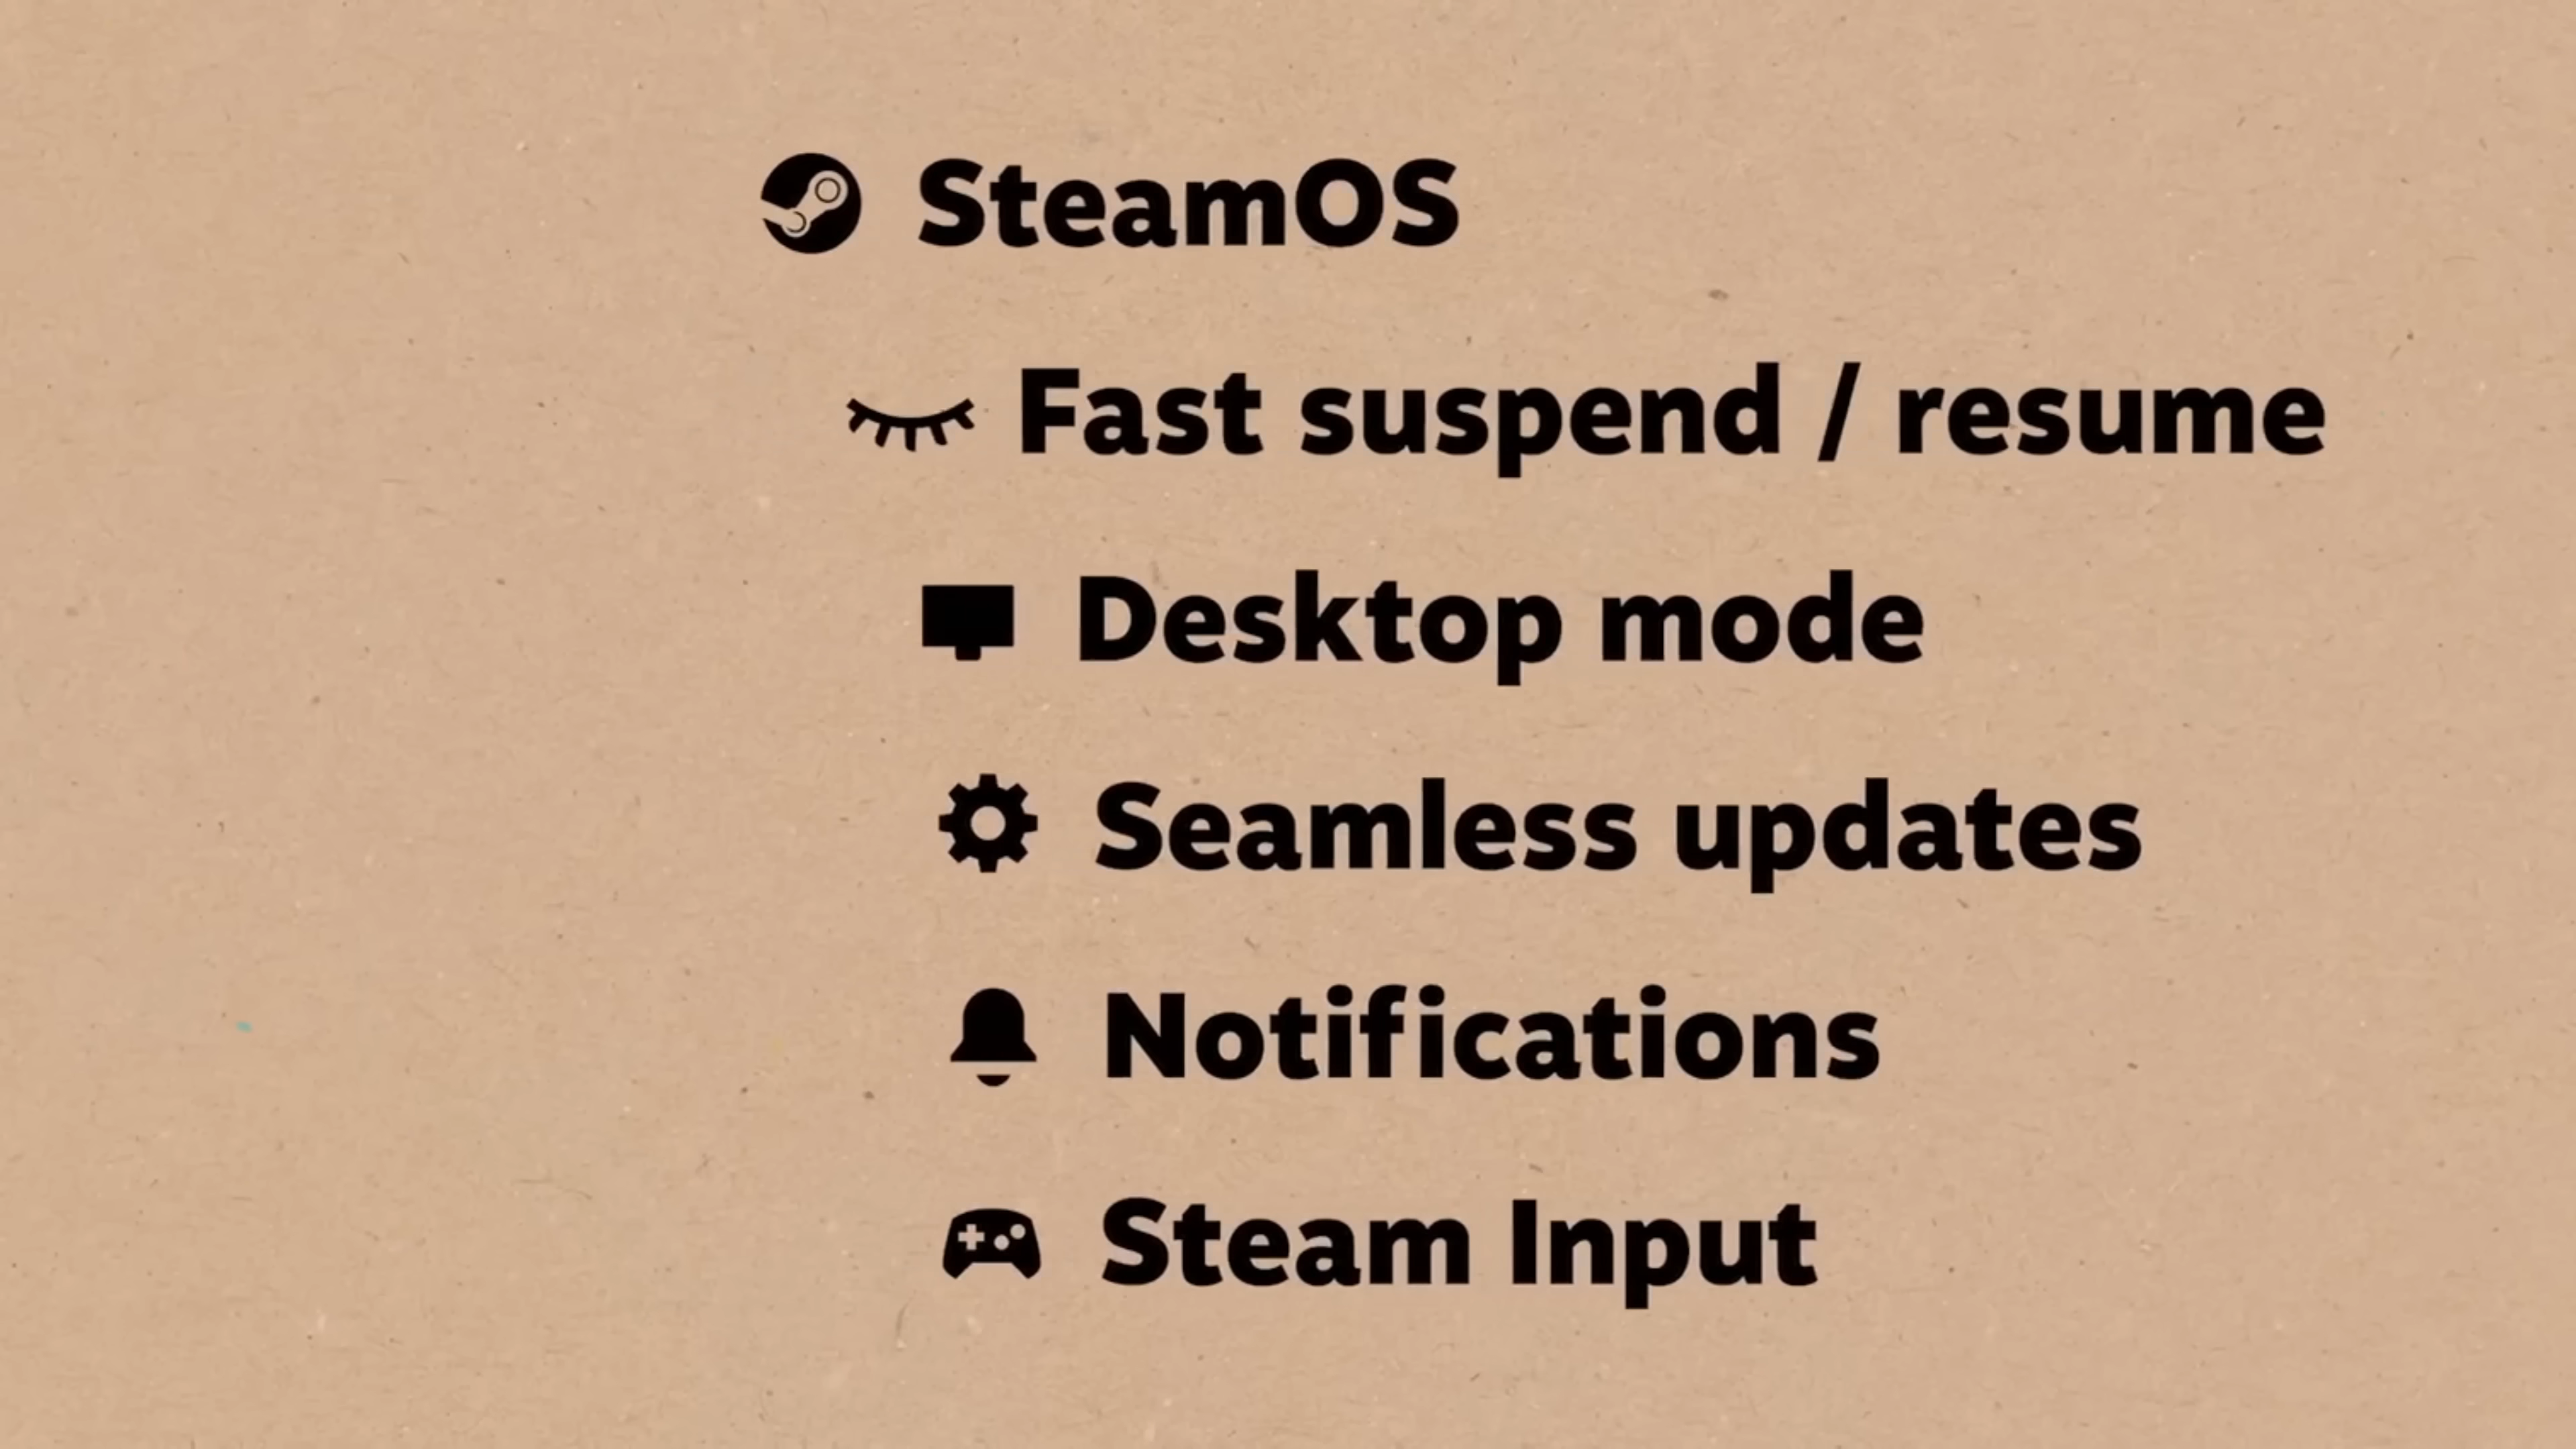 SteamOS
Fast suspend / resume
Desktop mode
Seamless updates
Notifications
Steam Input